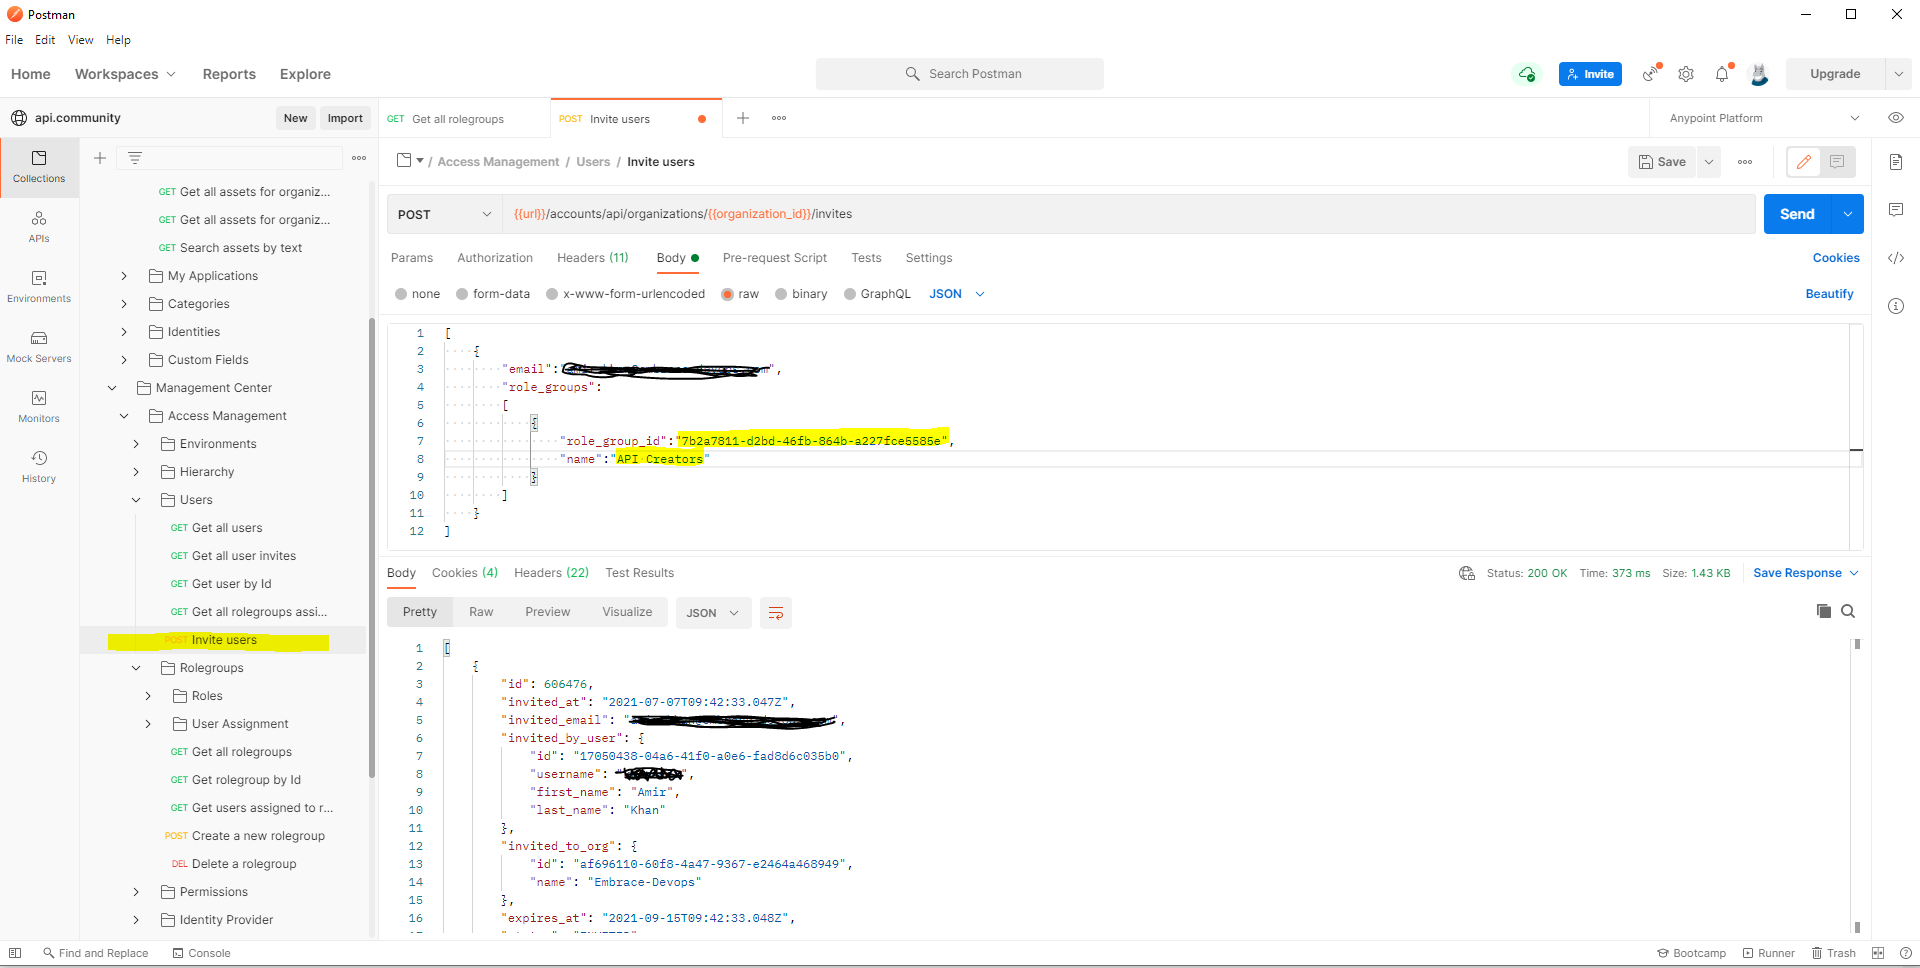 Postman
File Edit View Help
Home Workspaces Reports Explore
Search Postman
Invite
Upgrade
api.community
New Import
GET Get all rolegroups
POST Invite users
Anypoint Platform
Collections
APIs
Environments
Mock Servers
Monitors
History
GET Get all assets for organiz...
GET Get all assets for organiz...
GET Search assets by text
My Applications
Categories
Identities
Custom Fields
Management Center
Access Management
Environments
Hierarchy
Users
GET Get all users
GET Get all user invites
GET Get user by Id
GET Get all rolegroups assi...
POST Invite users
Rolegroups
Roles
User Assignment
GET Get all rolegroups
GET Get rolegroup by Id
GET Get users assigned to r...
POST Create a new rolegroup
DEL Delete a rolegroup
Permissions
Identity Provider
/ Access Management / Users / Invite users
Save
POST {{url}}/accounts/api/organizations/{{organization_id}}/invites
Send
Params Authorization Headers (11) Body Pre-request Script Tests Settings
Cookies
none form-data x-www-form-urlencoded raw binary GraphQL JSON
Beautify
1 [
2 {
3 "email":
4 "role_groups":
5 [
6 {
7 "role_group_id":"7b2a7811-d2bd-46fb-864b-a227fce5585e",
8 "name":"API Creators"
9 }
10 ]
11 }
12 ]
Body Cookies (4) Headers (22) Test Results
Status: 200 OK Time: 373 ms Size: 1.43 KB Save Response
Pretty Raw Preview Visualize JSON
1 [
2 {
3 "id": 606476,
4 "invited_at": "2021-07-07T09:42:33.047Z",
5 "invited_email":
6 "invited_by_user": {
7 "id": "17050438-04a6-41f0-a0e6-fad8d6c035b0",
8 "username":
9 "first_name": "Amir",
10 "last_name": "Khan"
11 },
12 "invited_to_org": {
13 "id": "af696110-60f8-4a47-9367-e2464a468949",
14 "name": "Embrace-Devops"
15 },
16 "expires_at": "2021-09-15T09:42:33.048Z",
Find and Replace Console
Bootcamp Runner Trash